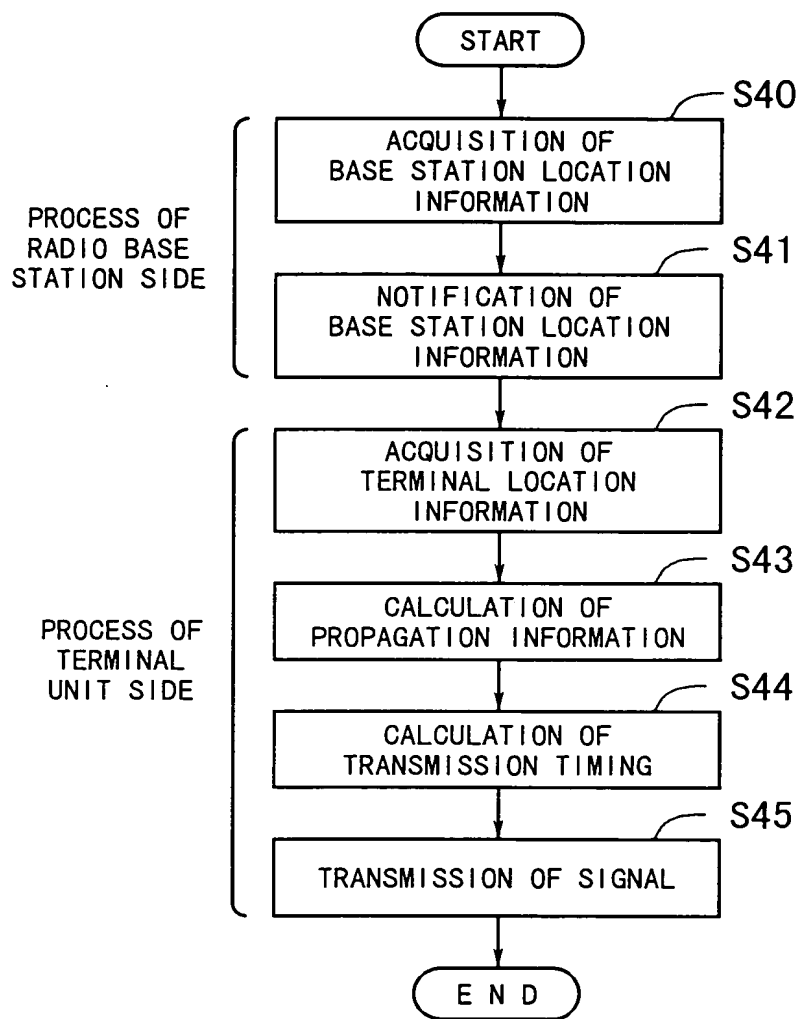 START
S40
ACQUISITION OF
BASE STATION LOCATION
INFORMATION
PROCESS OF
RADIO BASE
STATION SIDE
S41
NOTIFICATION OF
BASE STATION LOCATION
INFORMATION
S42
ACQUISITION OF
TERMINAL LOCATION
INFORMATION
S43
CALCULATION OF
PROPAGATION INFORMATION
PROCESS OF
TERMINAL
UNIT SIDE
S44
CALCULATION OF
TRANSMISSION TIMING
S45
TRANSMISSION OF SIGNAL
END